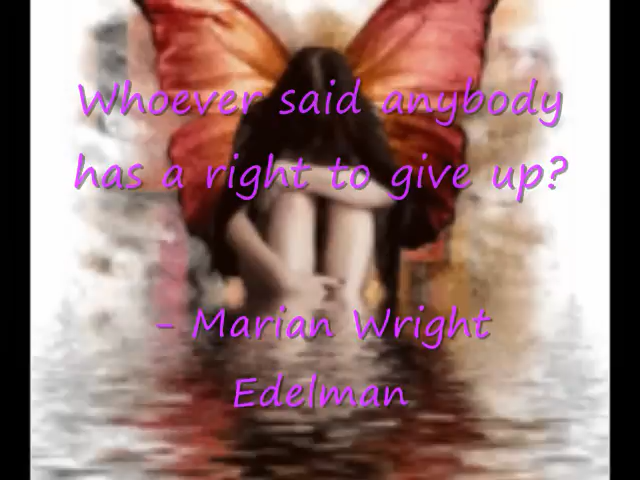 Whoever said anybody
has a right to give up?
- Marian Wright
Edelman